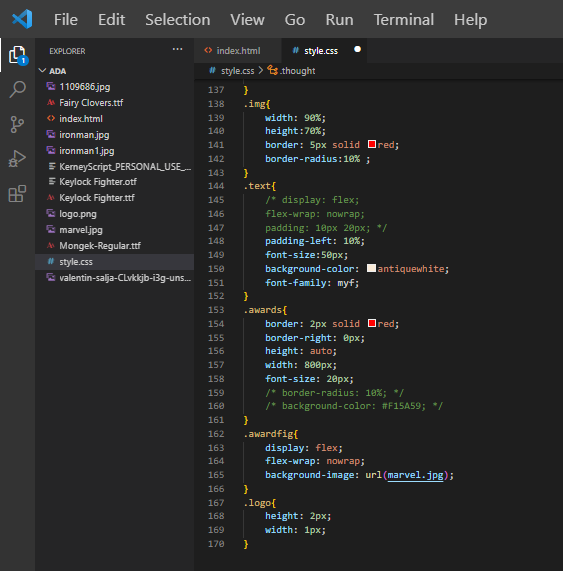 File Edit Selection View Go Run Terminal Help
EXPLORER ···
index.html
style.css
ADA
style.css > .thought
1109686.jpg
Fairy Clovers.ttf
index.html
ironman.jpg
ironman1.jpg
KerneyScript_PERSONAL_USE_...
Keylock Fighter.otf
Keylock Fighter.ttf
logo.png
marvel.jpg
Mongek-Regular.ttf
style.css
valentin-salja-CLvkkjb-i3g-uns...
1
137 }
138 .img{
139 width: 90%;
140 height:70%;
141 border: 5px solid red;
142 border-radius:10% ;
143 }
144 .text{
145 /* display: flex;
146 flex-wrap: nowrap;
147 padding: 10px 20px; */
148 padding-left: 10%;
149 font-size:50px;
150 background-color: antiquewhite;
151 font-family: myf;
152 }
153 .awards{
154 border: 2px solid red;
155 border-right: 0px;
156 height: auto;
157 width: 800px;
158 font-size: 20px;
159 /* border-radius: 10%; */
160 /* background-color: #F15A59; */
161 }
162 .awardfig{
163 display: flex;
164 flex-wrap: nowrap;
165 background-image: url(marvel.jpg);
166 }
167 .logo{
168 height: 2px;
169 width: 1px;
170 }